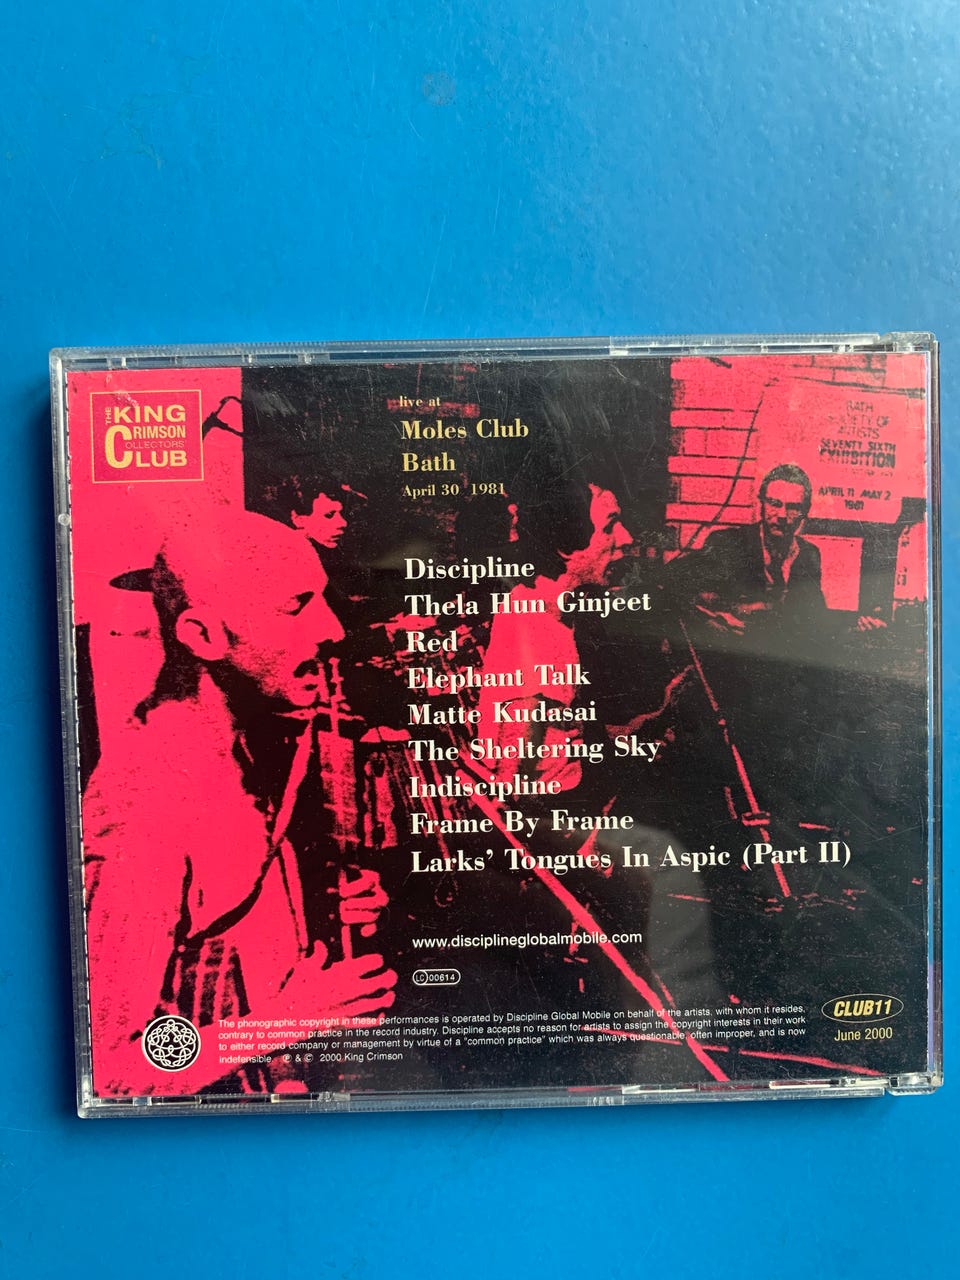 THE
KING
CRIMSON
COLLECTORS'
CLUB
live at
Moles Club
Bath
April 30 1981
BATH
SOCIETY OF
ARTISTS
SEVENTY SIXTH
EXHIBITION
APRIL 11 MAY 2
1981
Discipline
Thela Hun Ginjeet
Red
Elephant Talk
Matte Kudasai
The Sheltering Sky
Indiscipline
Frame By Frame
Larks' Tongues In Aspic (Part II)
www.disciplineglobalmobile.com
LC 00614
The phonographic copyright in these performances is operated by Discipline Global Mobile on behalf of the artists, with whom it resides,
contrary to common practice in the record industry. Discipline accepts no reason for artists to assign the copyright interests in their work
to either record company or management by virtue of a "common practice" which was always questionable, often improper, and is now
indefensible. ℗ & © 2000 King Crimson
CLUB11
June 2000